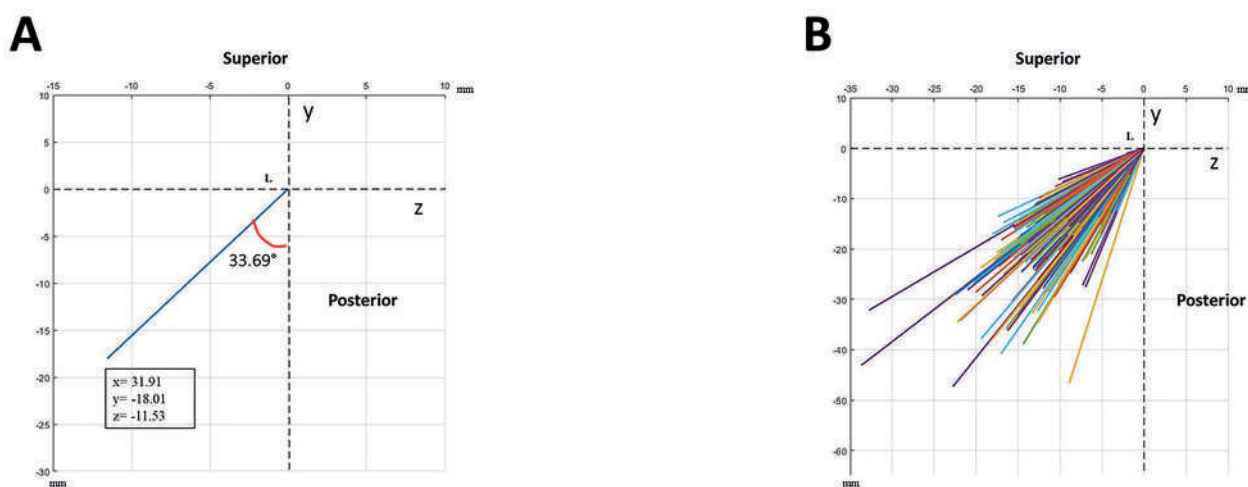 A
Superior
-15 -10 -5 0 5 10 mm
10
y
5
L
0
z
-5
33.69°
-10
Posterior
-15
-20
x= 31.91
y= -18.01
z= -11.53
-25
-30
mm
B
Superior
-35 -30 -25 -20 -15 -10 -5 0 5 10 mm
10
y
L
0
z
-10
-20
-30
Posterior
-40
-50
-60
mm